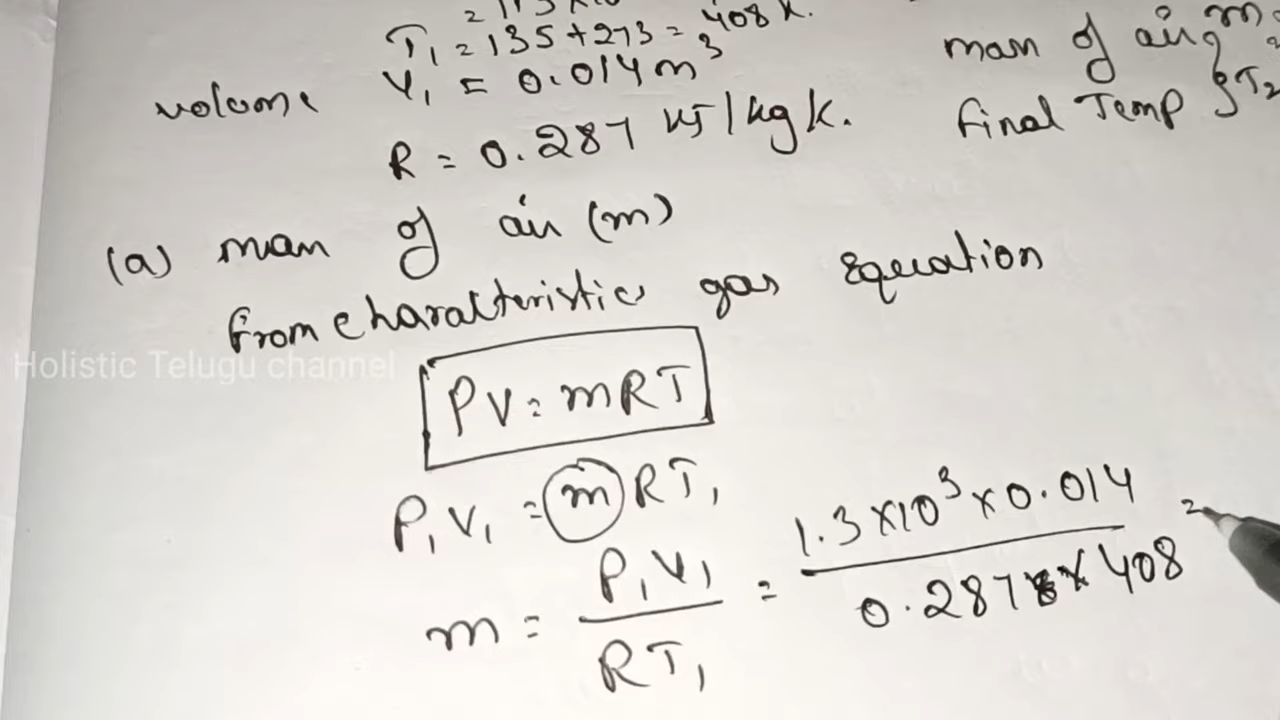 T₁ = 135 + 273 = 408 K.
volume V₁ = 0.014 m³
mass of air, m
R = 0.287 kJ/kg K.
Final Temp, T₂
(a) mass of air (m)
From characteristics gas Equation
Holistic Telugu channel
PV = mRT
P₁V₁ = m RT₁
m = P₁V₁ / RT₁ = 1.3 × 10³ × 0.014 / 0.287 × 408 =